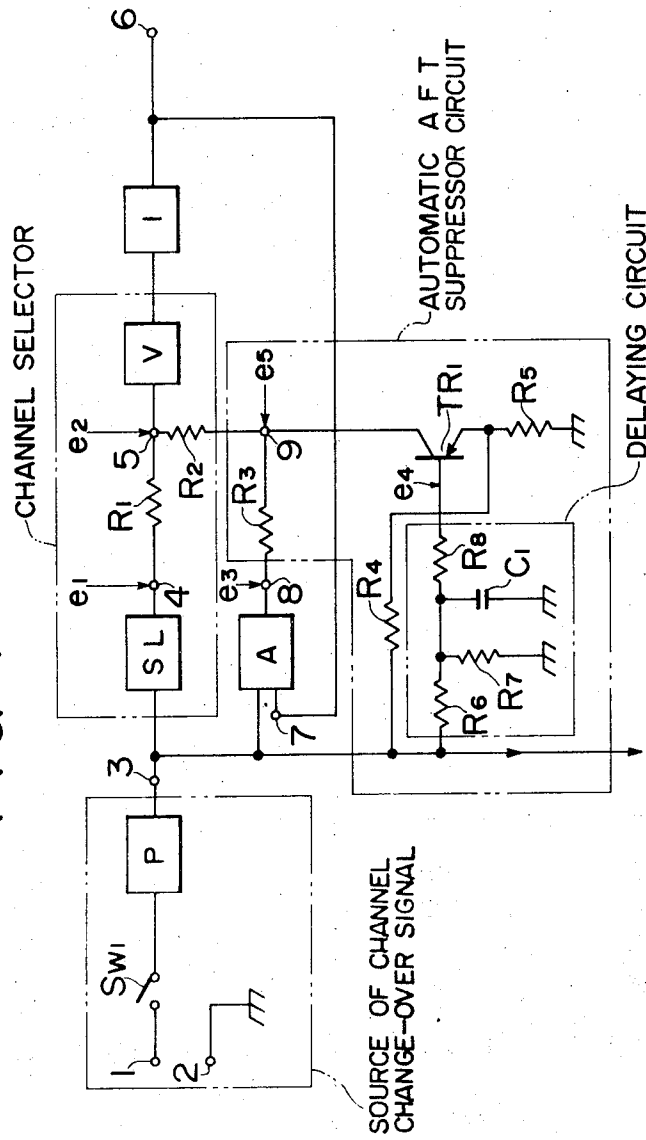 CHANNEL SELECTOR
e1
e2
SL
4
R1
5
V
I
6
R2
SOURCE OF CHANNEL
CHANGE-OVER SIGNAL
1
SW1
2
P
3
A
7
e3
8
R3
9
e5
AUTOMATIC A F T
SUPPRESSOR CIRCUIT
R4
e4
TR1
R5
R6
R7
C1
R8
DELAYING CIRCUIT